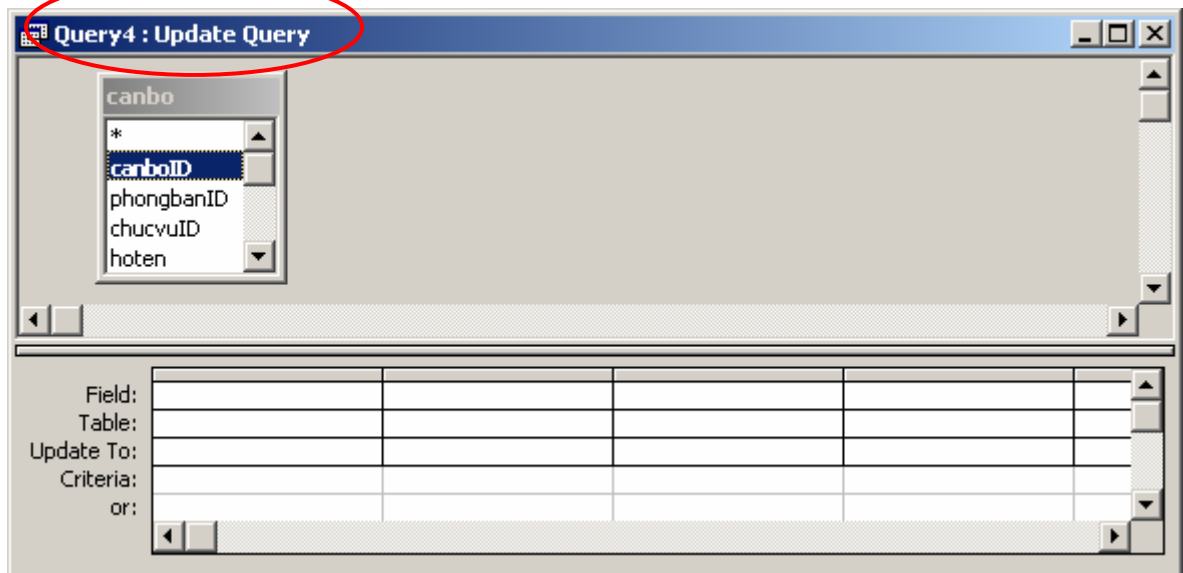 Query4 : Update Query
canbo
*
canboID
phongbanID
chucvuID
hoten
Field:
Table:
Update To:
Criteria:
or: